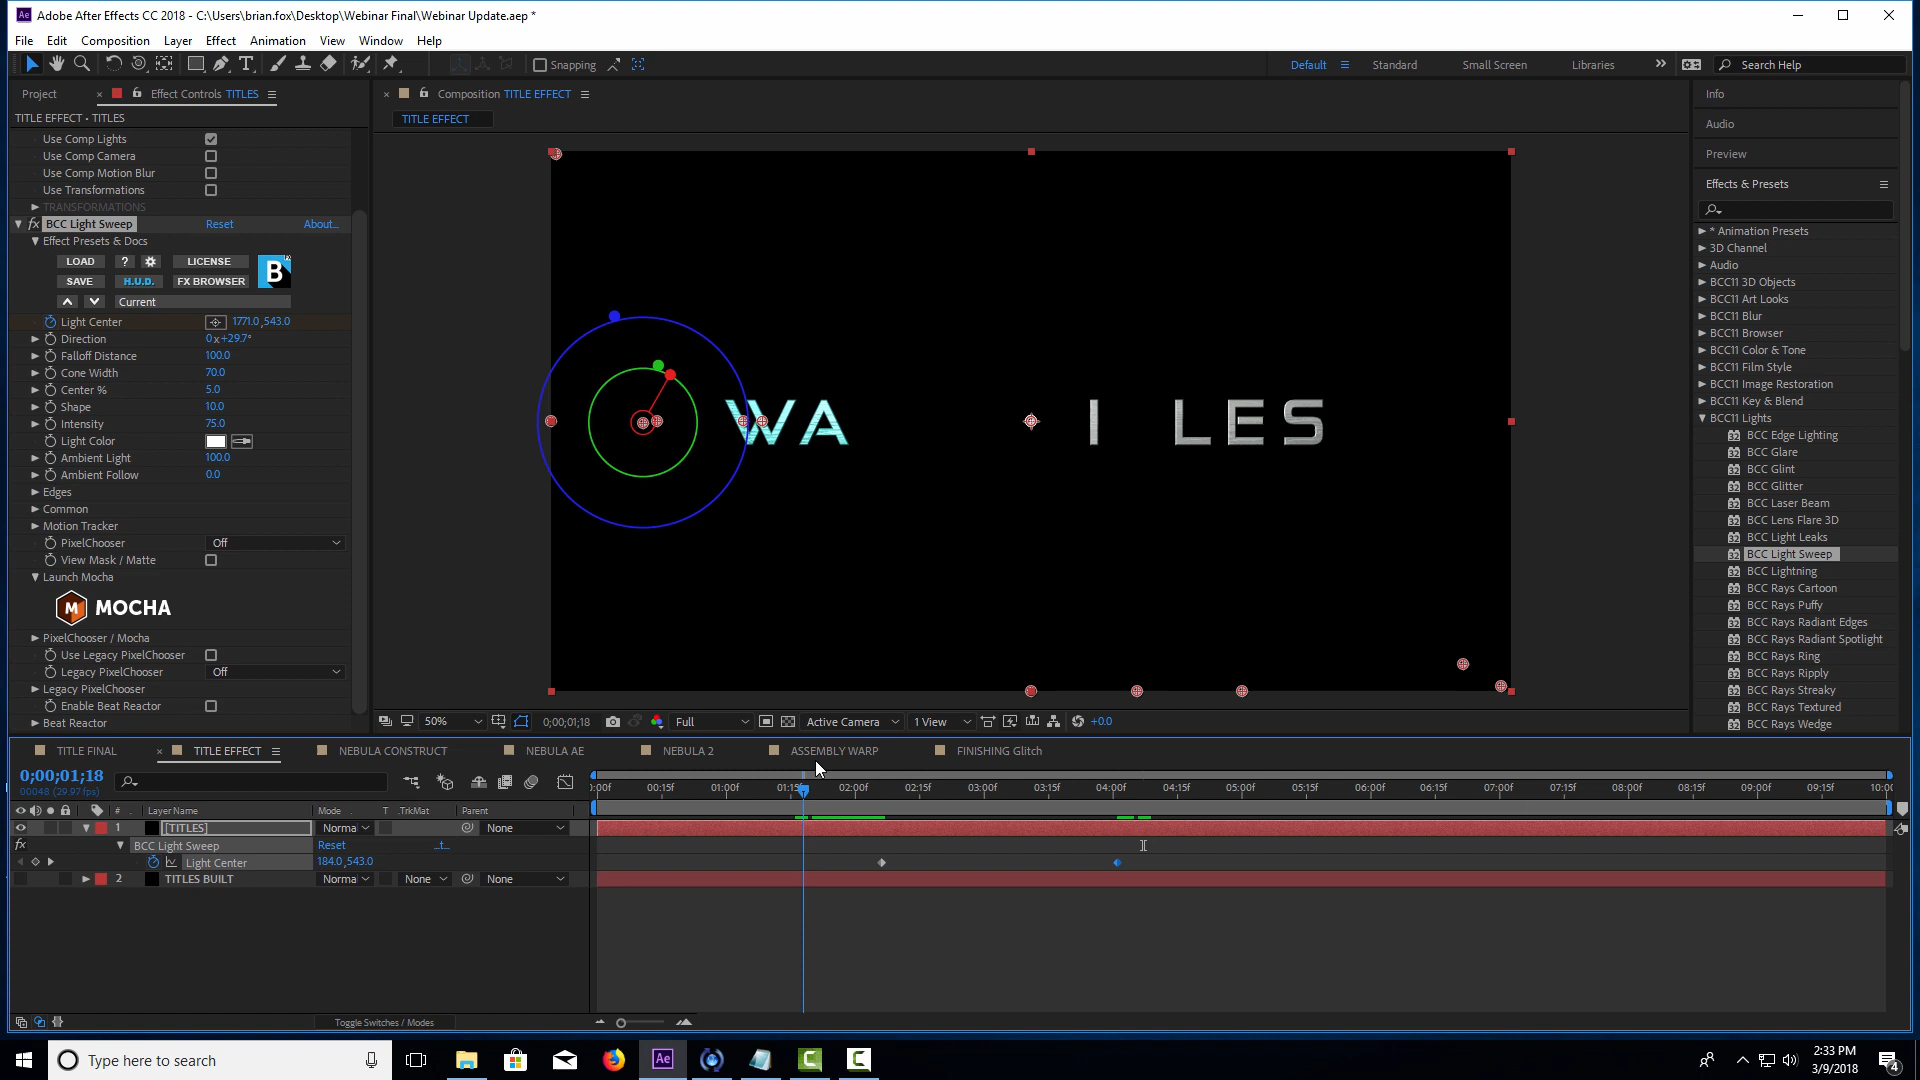 Adobe After Effects CC 2018 - C:\Users\brian.fox\Desktop\Webinar Final\Webinar Update.aep *
File Edit Composition Layer Effect Animation View Window Help
Snapping Default Standard Small Screen Libraries Search Help
Project Effect Controls TITLES
TITLE EFFECT • TITLES
Use Comp Lights
Use Comp Camera
Use Comp Motion Blur
Use Transformations
TRANSFORMATIONS
fx BCC Light Sweep Reset About...
Effect Presets & Docs
LOAD ? LICENSE
SAVE H.U.D. FX BROWSER
B
Current
Light Center 1771.0,543.0
Direction 0x+29.7°
Falloff Distance 100.0
Cone Width 70.0
Center % 5.0
Shape 10.0
Intensity 75.0
Light Color
Ambient Light 100.0
Ambient Follow 0.0
Edges
Common
Motion Tracker
PixelChooser Off
View Mask / Matte
Launch Mocha
M MOCHA
PixelChooser / Mocha
Use Legacy PixelChooser
Legacy PixelChooser Off
Legacy PixelChooser
Enable Beat Reactor
Beat Reactor
Composition TITLE EFFECT
TITLE EFFECT
WA I LES
50% 0;00;01;18 Full Active Camera 1 View +0.0
Info
Audio
Preview
Effects & Presets
* Animation Presets
3D Channel
Audio
BCC11 3D Objects
BCC11 Art Looks
BCC11 Blur
BCC11 Browser
BCC11 Color & Tone
BCC11 Film Style
BCC11 Image Restoration
BCC11 Key & Blend
BCC11 Lights
BCC Edge Lighting
BCC Glare
BCC Glint
BCC Glitter
BCC Laser Beam
BCC Lens Flare 3D
BCC Light Leaks
BCC Light Sweep
BCC Lightning
BCC Rays Cartoon
BCC Rays Puffy
BCC Rays Radiant Edges
BCC Rays Radiant Spotlight
BCC Rays Ring
BCC Rays Ripply
BCC Rays Streaky
BCC Rays Textured
BCC Rays Wedge
TITLE FINAL TITLE EFFECT NEBULA CONSTRUCT NEBULA AE NEBULA 2 ASSEMBLY WARP FINISHING Glitch
0;00;01;18
00048 (29.97 fps)
:00f 00:15f 01:00f 01:15f 02:00f 02:15f 03:00f 03:15f 04:00f 04:15f 05:00f 05:15f 06:00f 06:15f 07:00f 07:15f 08:00f 08:15f 09:00f 09:15f 10:00
# Layer Name Mode T .TrkMat Parent
1 [TITLES] Norma None
fx BCC Light Sweep Reset ..t..
Light Center 184.0,543.0
2 TITLES BUILT Norma None None
Toggle Switches / Modes
Type here to search
Ae
2:33 PM
3/9/2018
4